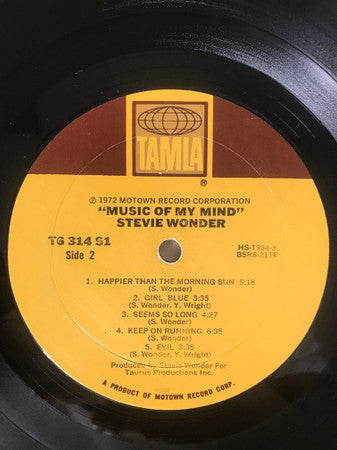 TAMLA
®
℗ 1972 MOTOWN RECORD CORPORATION
"MUSIC OF MY MIND"
STEVIE WONDER
T6 314 S1
Side 2
HS-1934-3
BSRS-2116
1. HAPPIER THAN THE MORNING SUN 5:18
(S. Wonder)
2. GIRL BLUE 3:35
(S. Wonder, Y. Wright)
3. SEEMS SO LONG 4:27
(S. Wonder)
4. KEEP ON RUNNING 6:35
(S. Wonder)
5. EVIL 3:35
(S. Wonder, Y. Wright)
Produced by Stevie Wonder For
Taurus Productions Inc.
A PRODUCT OF MOTOWN RECORD CORP.